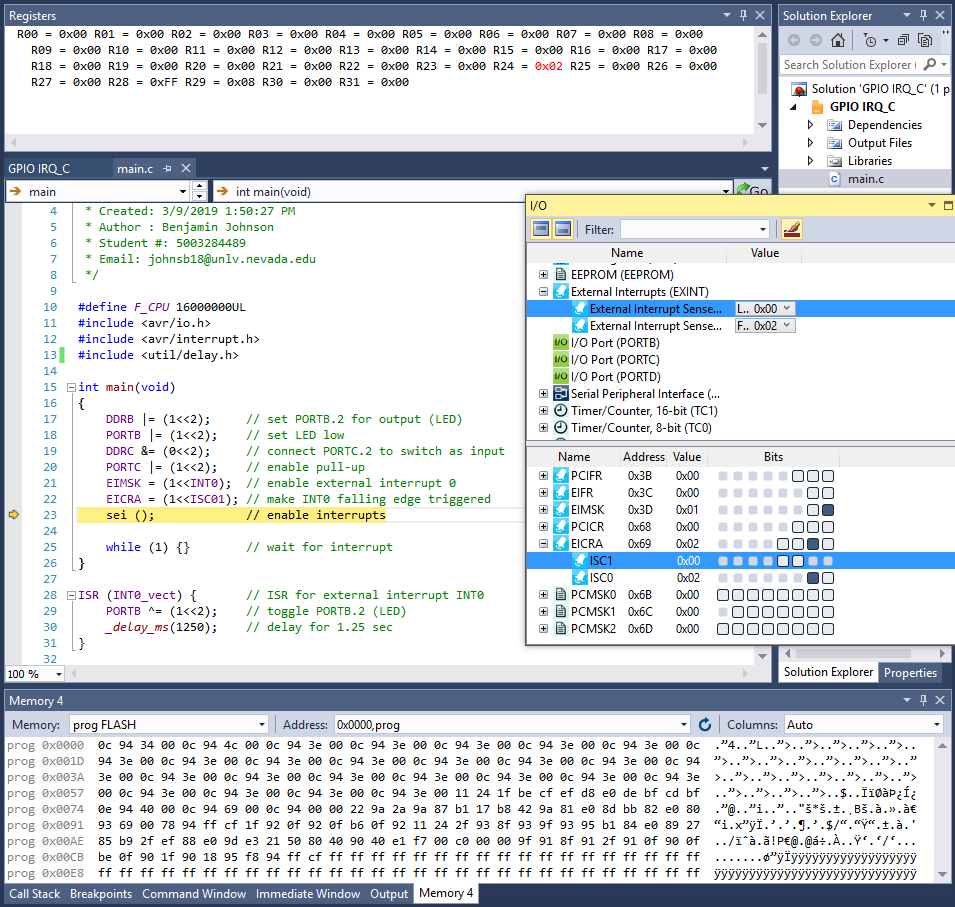 Registers
R00 = 0x00 R01 = 0x00 R02 = 0x00 R03 = 0x00 R04 = 0x00 R05 = 0x00 R06 = 0x00 R07 = 0x00 R08 = 0x00
R09 = 0x00 R10 = 0x00 R11 = 0x00 R12 = 0x00 R13 = 0x00 R14 = 0x00 R15 = 0x00 R16 = 0x00 R17 = 0x00
R18 = 0x00 R19 = 0x00 R20 = 0x00 R21 = 0x00 R22 = 0x00 R23 = 0x00 R24 = 0x02 R25 = 0x00 R26 = 0x00
R27 = 0x00 R28 = 0xFF R29 = 0x08 R30 = 0x00 R31 = 0x00
Solution Explorer
Search Solution Explorer (
Solution 'GPIO IRQ_C' (1 p
GPIO IRQ_C
Dependencies
Output Files
Libraries
main.c
GPIO IRQ_C main.c
main int main(void) Go
4 * Created: 3/9/2019 1:50:27 PM
5 * Author : Benjamin Johnson
6 * Student #: 5003284489
7 * Email: johnsb18@unlv.nevada.edu
8 */
9
10 #define F_CPU 16000000UL
11 #include <avr/io.h>
12 #include <avr/interrupt.h>
13 #include <util/delay.h>
14
15 int main(void)
16 {
17 DDRB |= (1<<2); // set PORTB.2 for output (LED)
18 PORTB |= (1<<2); // set LED low
19 DDRC &= (0<<2); // connect PORTC.2 to switch as input
20 PORTC |= (1<<2); // enable pull-up
21 EIMSK = (1<<INT0); // enable external interrupt 0
22 EICRA = (1<<ISC01); // make INT0 falling edge triggered
23 sei (); // enable interrupts
24
25 while (1) {} // wait for interrupt
26 }
27
28 ISR (INT0_vect) { // ISR for external interrupt INT0
29 PORTB ^= (1<<2); // toggle PORTB.2 (LED)
30 _delay_ms(1250); // delay for 1.25 sec
31 }
32
100 %
I/O
Filter:
Name Value
EEPROM (EEPROM)
External Interrupts (EXINT)
External Interrupt Sense... L.. 0x00
External Interrupt Sense... F.. 0x02
I/O Port (PORTB)
I/O Port (PORTC)
I/O Port (PORTD)
Serial Peripheral Interface (...
Timer/Counter, 16-bit (TC1)
Timer/Counter, 8-bit (TC0)
Name Address Value Bits
PCIFR 0x3B 0x00
EIFR 0x3C 0x00
EIMSK 0x3D 0x01
PCICR 0x68 0x00
EICRA 0x69 0x02
ISC1 0x00
ISC0 0x02
PCMSK0 0x6B 0x00
PCMSK1 0x6C 0x00
PCMSK2 0x6D 0x00
Solution Explorer Properties
Memory 4
Memory: prog FLASH Address: 0x0000,prog Columns: Auto
prog 0x0000 0c 94 34 00 0c 94 4c 00 0c 94 3e 00 0c 94 3e 00 0c 94 3e 00 0c 94 3e 00 0c 94 3e 00 0c
prog 0x001D 94 3e 00 0c 94 3e 00 0c 94 3e 00 0c 94 3e 00 0c 94 3e 00 0c 94 3e 00 0c 94 3e 00 0c 94
prog 0x003A 3e 00 0c 94 3e 00 0c 94 3e 00 0c 94 3e 00 0c 94 3e 00 0c 94 3e 00 0c 94 3e 00 0c 94 3e
prog 0x0057 00 0c 94 3e 00 0c 94 3e 00 0c 94 3e 00 0c 94 3e 00 11 24 1f be cf ef d8 e0 de bf cd bf
prog 0x0074 0e 94 40 00 0c 94 69 00 0c 94 00 00 22 9a 2a 9a 87 b1 17 b8 42 9a 81 e0 8d bb 82 e0 80
prog 0x0091 93 69 00 78 94 ff cf 1f 92 0f 92 0f b6 0f 92 11 24 2f 93 8f 93 9f 93 95 b1 84 e0 89 27
prog 0x00AE 85 b9 2f ef 88 e0 9d e3 21 50 80 40 90 40 e1 f7 00 c0 00 00 9f 91 8f 91 2f 91 0f 90 0f
prog 0x00CB be 0f 90 1f 90 18 95 f8 94 ff cf ff ff ff ff ff ff ff ff ff ff ff ff ff ff ff ff ff ff
prog 0x00E8 ff ff ff ff ff ff ff ff ff ff ff ff ff ff ff ff ff ff ff ff ff ff ff ff ff ff ff ff ff
Call Stack Breakpoints Command Window Immediate Window Output Memory 4